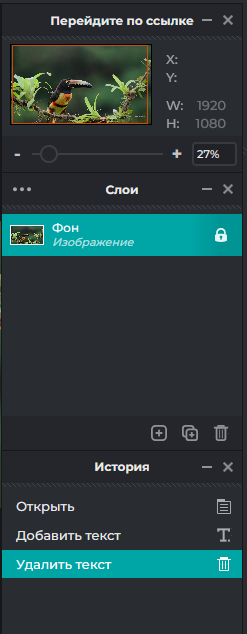 Перейдите по ссылке
X:
Y:
W: 1920
H: 1080
- + 27%
Слои
Фон
Изображение
История
Открыть
Добавить текст
Удалить текст